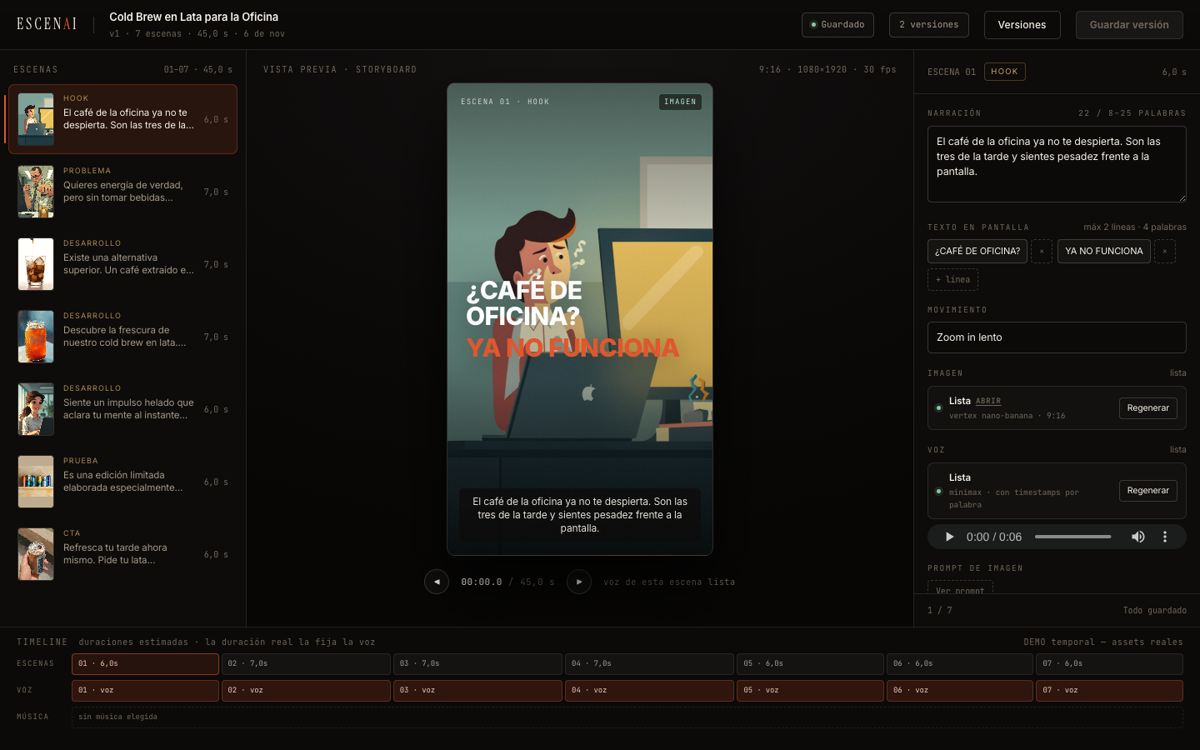 ESCENAI
Cold Brew en Lata para la Oficina
v1 · 7 escenas · 45,0 s · 6 de nov
Guardado
2 versiones
Versiones
Guardar versión
ESCENAS
01–07 · 45,0 s
HOOK
El café de la oficina ya no te
despierta. Son las tres de la...
6,0 s
PROBLEMA
Quieres energía de verdad,
pero sin tomar bebidas...
7,0 s
DESARROLLO
Existe una alternativa
superior. Un café extraído e...
7,0 s
DESARROLLO
Descubre la frescura de
nuestro cold brew en lata....
7,0 s
DESARROLLO
Siente un impulso helado que
aclara tu mente al instante...
6,0 s
PRUEBA
Es una edición limitada
elaborada especialmente...
6,0 s
CTA
Refresca tu tarde ahora
mismo. Pide tu lata...
6,0 s
VISTA PREVIA · STORYBOARD
9:16 · 1080×1920 · 30 fps
ESCENA 01 · HOOK
IMAGEN
¿CAFÉ DE
OFICINA?
YA NO FUNCIONA
El café de la oficina ya no te despierta. Son las
tres de la tarde y sientes pesadez frente a la
pantalla.
00:00.0 / 45,0 s
voz de esta escena lista
ESCENA 01
HOOK
6,0 s
NARRACIÓN
22 / 8–25 PALABRAS
El café de la oficina ya no te despierta. Son las
tres de la tarde y sientes pesadez frente a la
pantalla.
TEXTO EN PANTALLA
máx 2 líneas · 4 palabras
¿CAFÉ DE OFICINA?
×
YA NO FUNCIONA
×
+ línea
MOVIMIENTO
Zoom in lento
IMAGEN
lista
Lista ABRIR
vertex nano-banana · 9:16
Regenerar
VOZ
lista
Lista
minimax · con timestamps por
palabra
Regenerar
0:00 / 0:06
PROMPT DE IMAGEN
Ver prompt
1 / 7
Todo guardado
TIMELINE
duraciones estimadas · la duración real la fija la voz
DEMO temporal — assets reales
ESCENAS
01 · 6,0s
02 · 7,0s
03 · 7,0s
04 · 7,0s
05 · 6,0s
06 · 6,0s
07 · 6,0s
VOZ
01 · voz
02 · voz
03 · voz
04 · voz
05 · voz
06 · voz
07 · voz
MÚSICA
sin música elegida